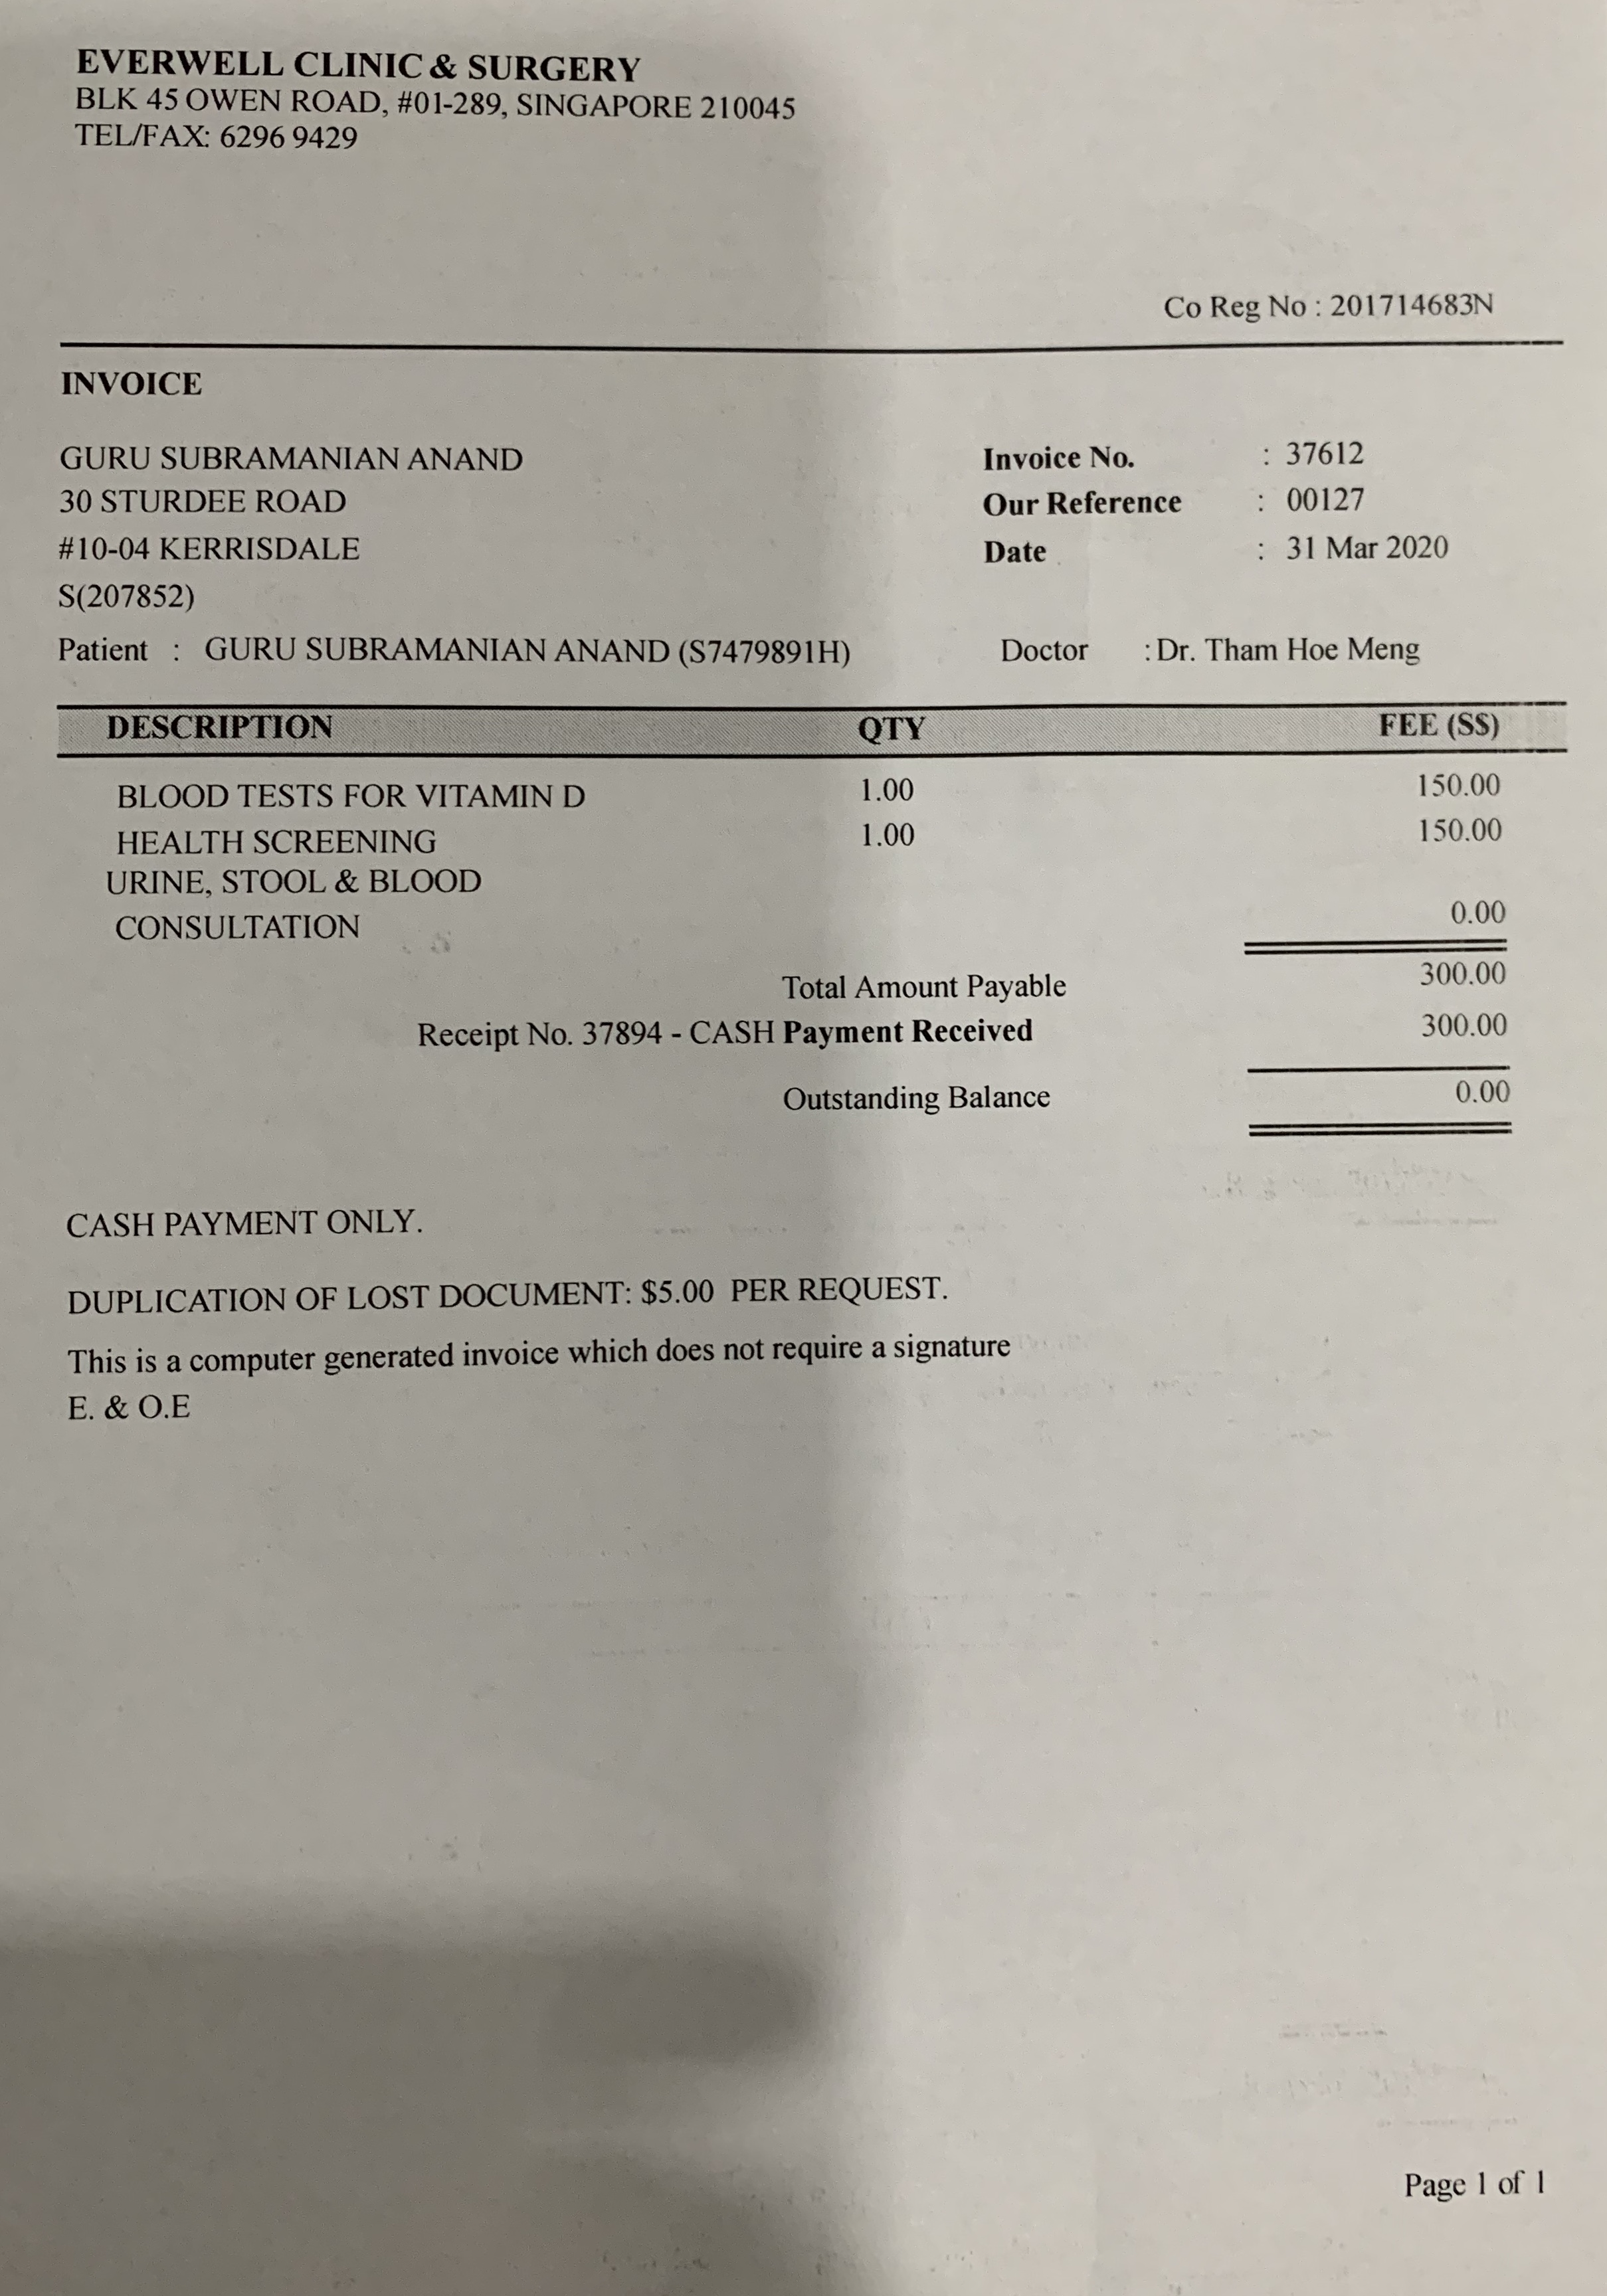 EVERWELL CLINIC & SURGERY
BLK 45 OWEN ROAD, #01-289, SINGAPORE 210045
TEL/FAX: 6296 9429
Co Reg No : 201714683N
INVOICE
GURU SUBRAMANIAN ANAND
30 STURDEE ROAD
#10-04 KERRISDALE
S(207852)
Invoice No. : 37612
Our Reference : 00127
Date : 31 Mar 2020
Patient : GURU SUBRAMANIAN ANAND (S7479891H) Doctor : Dr. Tham Hoe Meng
DESCRIPTION QTY FEE (S$)
BLOOD TESTS FOR VITAMIN D 1.00 150.00
HEALTH SCREENING 1.00 150.00
URINE, STOOL & BLOOD
CONSULTATION 0.00
Total Amount Payable 300.00
Receipt No. 37894 - CASH Payment Received 300.00
Outstanding Balance 0.00
CASH PAYMENT ONLY.
DUPLICATION OF LOST DOCUMENT: $5.00 PER REQUEST.
This is a computer generated invoice which does not require a signature
E. & O.E
Page 1 of 1